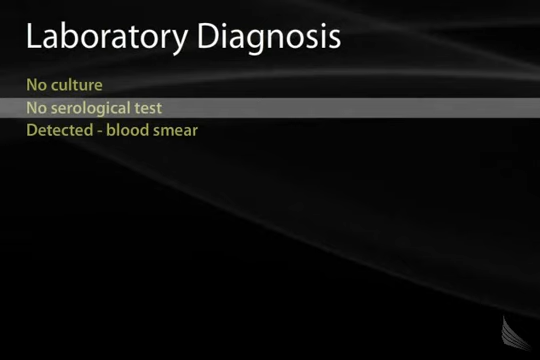 Laboratory Diagnosis
No culture
No serological test
Detected - blood smear